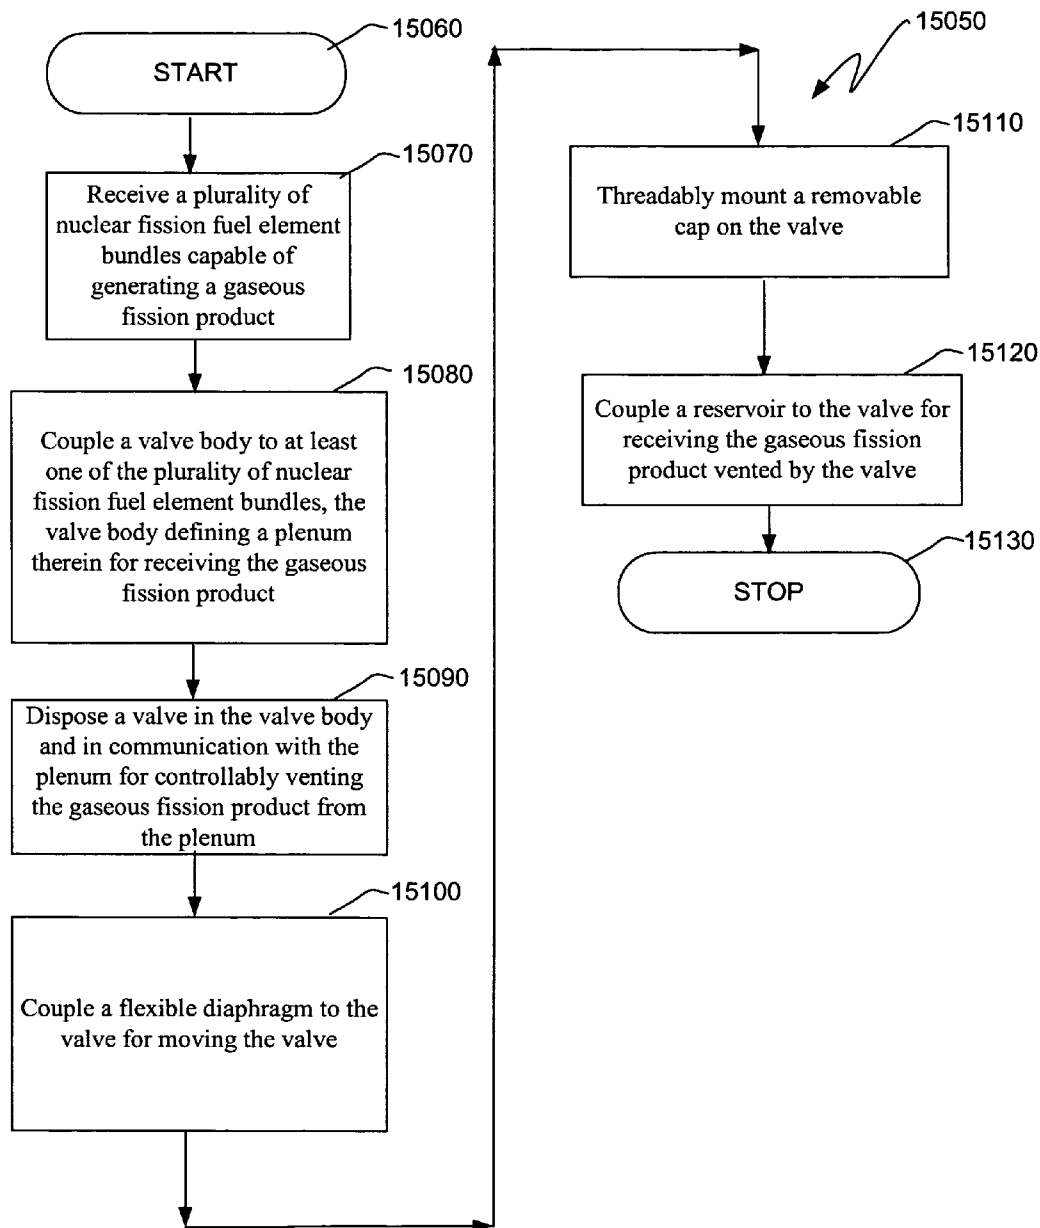 15060
START
15070
Receive a plurality of
nuclear fission fuel element
bundles capable of
generating a gaseous
fission product
15080
Couple a valve body to at least
one of the plurality of nuclear
fission fuel element bundles, the
valve body defining a plenum
therein for receiving the gaseous
fission product
15090
Dispose a valve in the valve body
and in communication with the
plenum for controllably venting
the gaseous fission product from
the plenum
15100
Couple a flexible diaphragm to the
valve for moving the valve
15050
15110
Threadably mount a removable
cap on the valve
15120
Couple a reservoir to the valve for
receiving the gaseous fission
product vented by the valve
15130
STOP